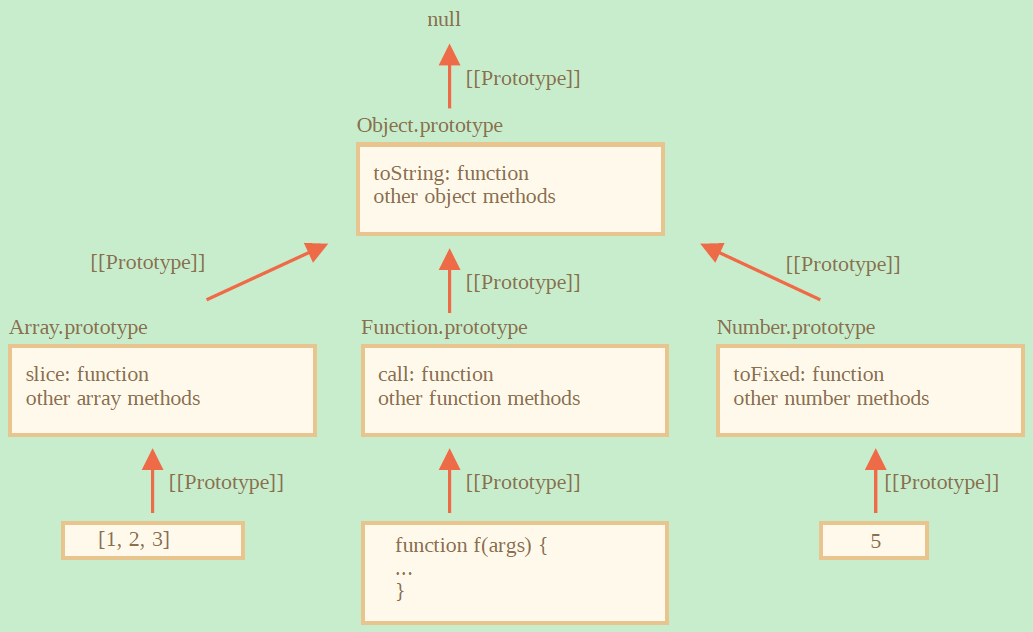 null
[[Prototype]]
Object.prototype
toString: function
other object methods
[[Prototype]]
[[Prototype]]
[[Prototype]]
Array.prototype
slice: function
other array methods
Function.prototype
call: function
other function methods
Number.prototype
toFixed: function
other number methods
[[Prototype]]
[[Prototype]]
[[Prototype]]
[1, 2, 3]
function f(args) {
...
}
5